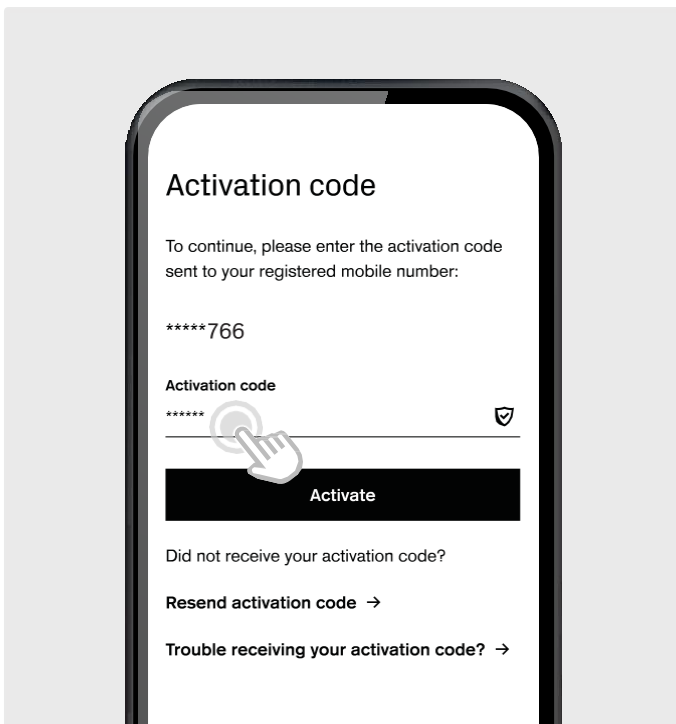 Activation code
To continue, please enter the activation code
sent to your registered mobile number:
*****766
Activation code
******
Activate
Did not receive your activation code?
Resend activation code →
Trouble receiving your activation code? →